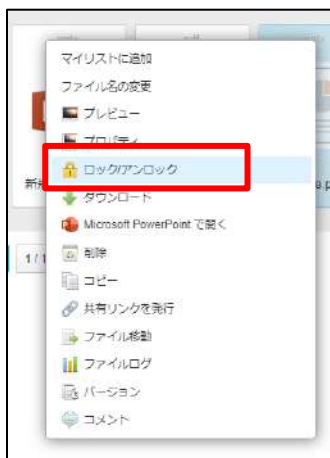 マイリストに追加
ファイル名の変更
プレビュー
プロパティ
ロック/アンロック
ダウンロード
Microsoft PowerPoint で開く
1 / 1
削除
コピー
共有リンクを発行
ファイル移動
ファイルログ
バージョン
コメント